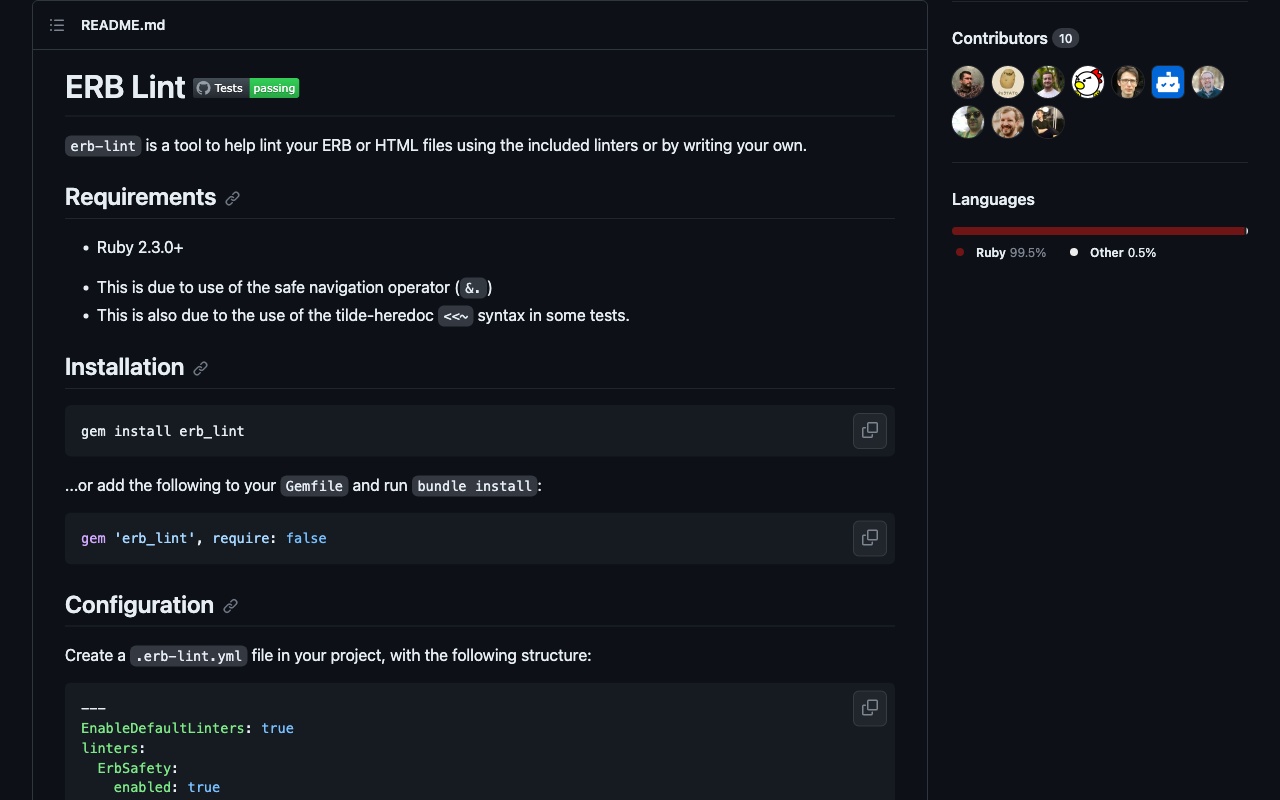 README.md
ERB Lint Tests passing
erb-lint is a tool to help lint your ERB or HTML files using the included linters or by writing your own.
Requirements
• Ruby 2.3.0+
• This is due to use of the safe navigation operator (&.)
• This is also due to the use of the tilde-heredoc <<~ syntax in some tests.
Installation
gem install erb_lint
...or add the following to your Gemfile and run bundle install:
gem 'erb_lint', require: false
Configuration
Create a .erb-lint.yml file in your project, with the following structure:
---
EnableDefaultLinters: true
linters:
  ErbSafety:
    enabled: true
Contributors 10
Languages
Ruby 99.5% Other 0.5%